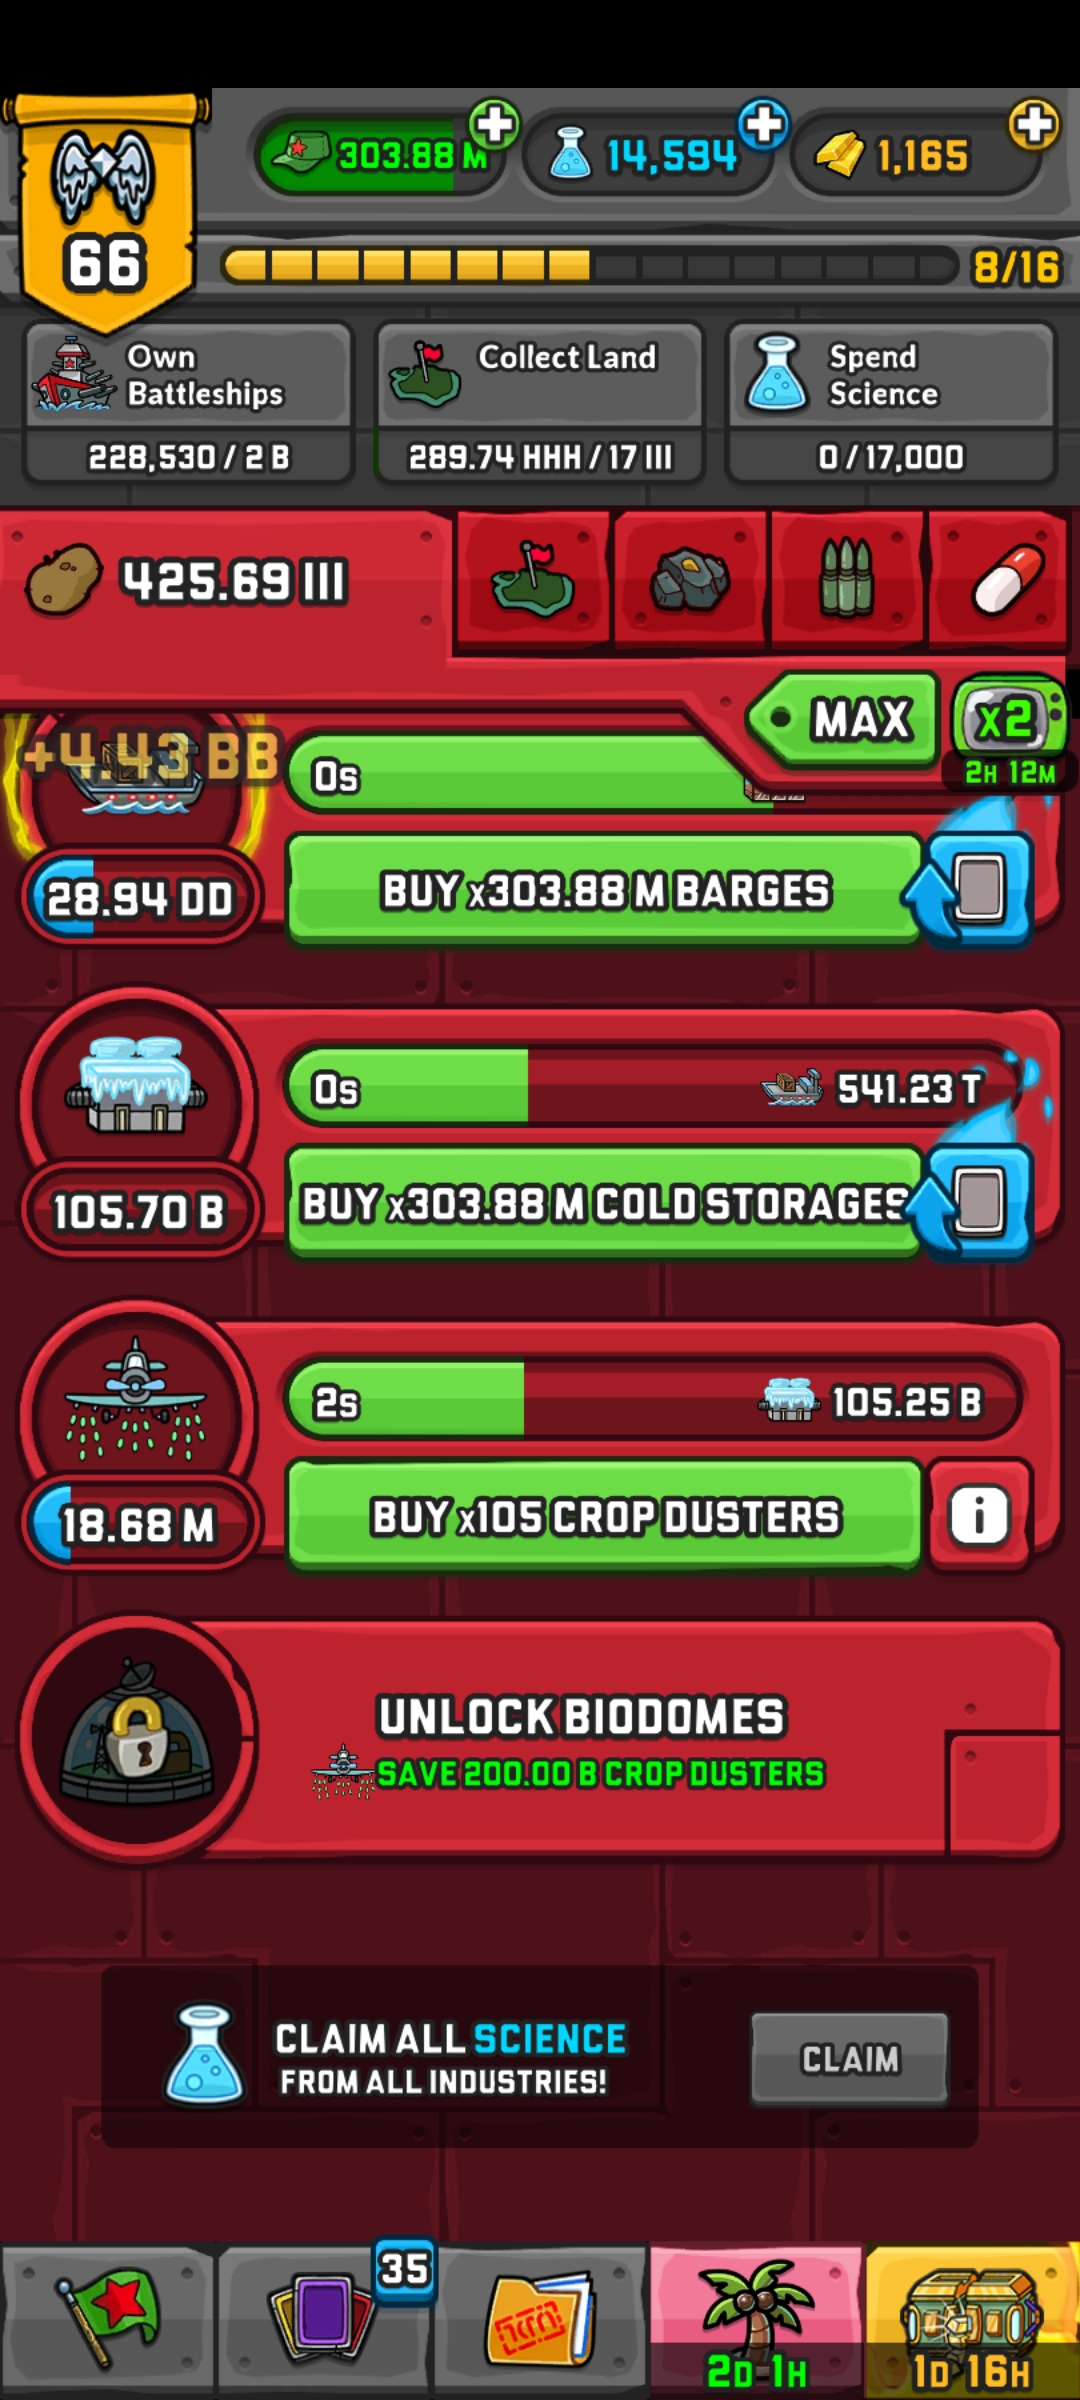 303.88 M
14,594
1,165
66
8/16
Own
Battleships
228,530 / 2 B
Collect Land
289.74 HHH / 17 III
Spend
Science
0 / 17,000
425.69 III
MAX
x2
2H 12M
+4.43 BB
0s
28.94 DD
BUY x303.88 M BARGES
0s
541.23 T
105.70 B
BUY x303.88 M COLD STORAGES
2s
105.25 B
18.68 M
BUY x105 CROP DUSTERS
i
UNLOCK BIODOMES
SAVE 200.00 B CROP DUSTERS
CLAIM ALL SCIENCE
FROM ALL INDUSTRIES!
CLAIM
35
2D 1H
1D 16H